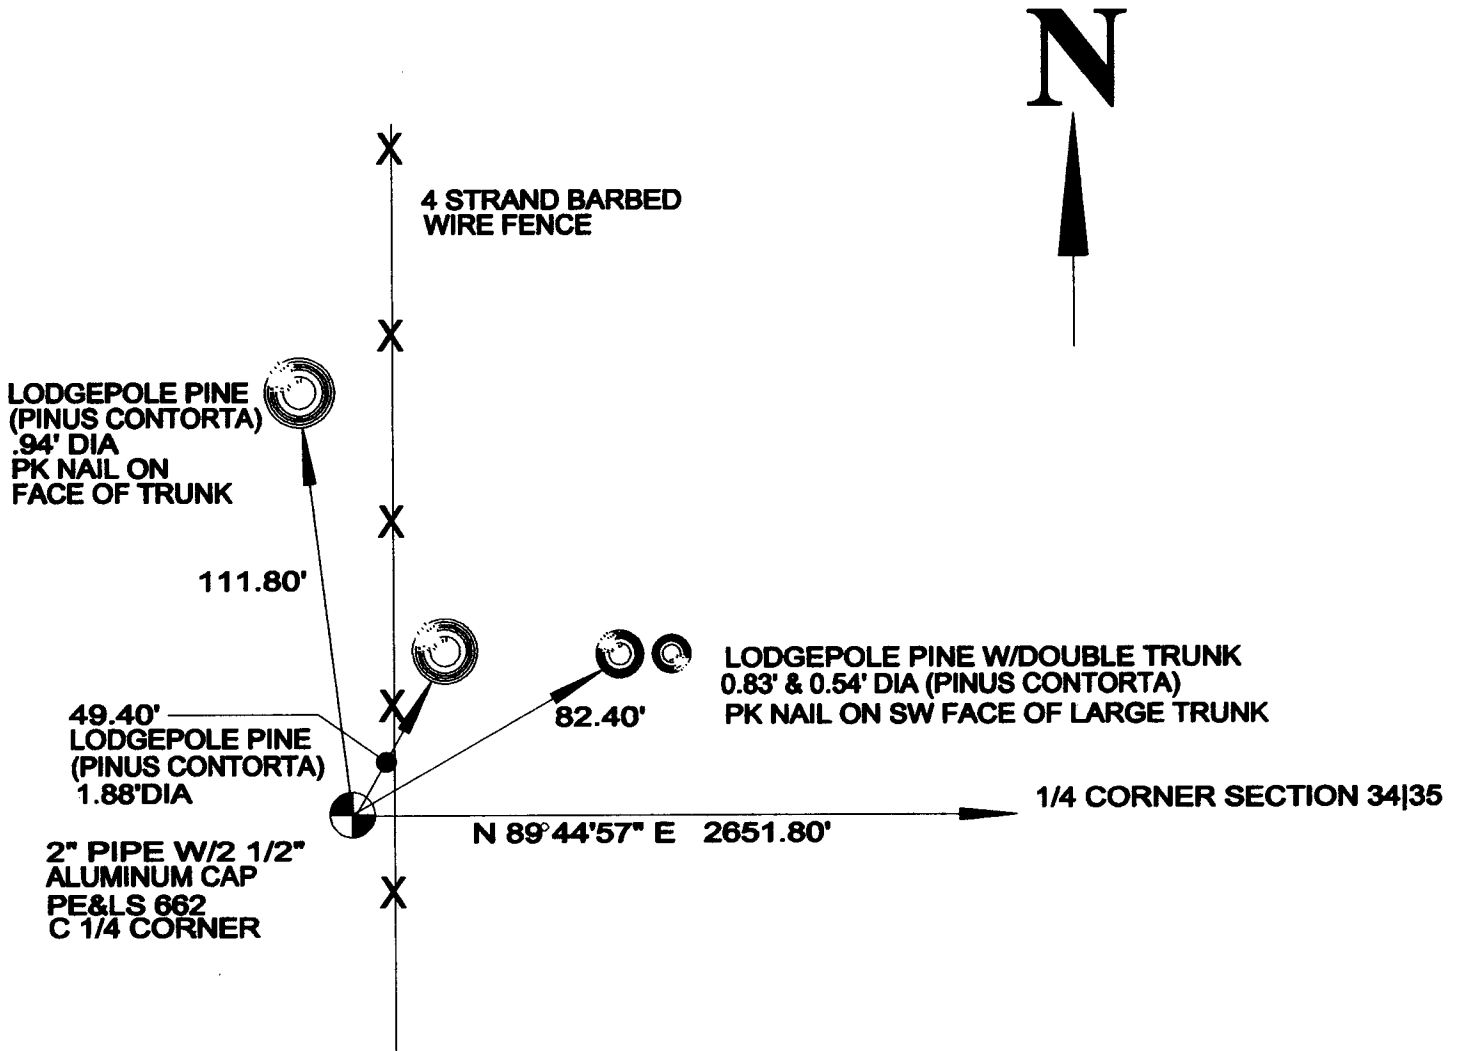 N
4 STRAND BARBED
WIRE FENCE
LODGEPOLE PINE
(PINUS CONTORTA)
.94' DIA
PK NAIL ON
FACE OF TRUNK
111.80'
49.40'
LODGEPOLE PINE
(PINUS CONTORTA)
1.88'DIA
82.40'
LODGEPOLE PINE W/DOUBLE TRUNK
0.83' & 0.54' DIA (PINUS CONTORTA)
PK NAIL ON SW FACE OF LARGE TRUNK
1/4 CORNER SECTION 34|35
N 89°44'57" E 2651.80'
2" PIPE W/2 1/2"
ALUMINUM CAP
PE&LS 662
C 1/4 CORNER
X
X
X
X
X